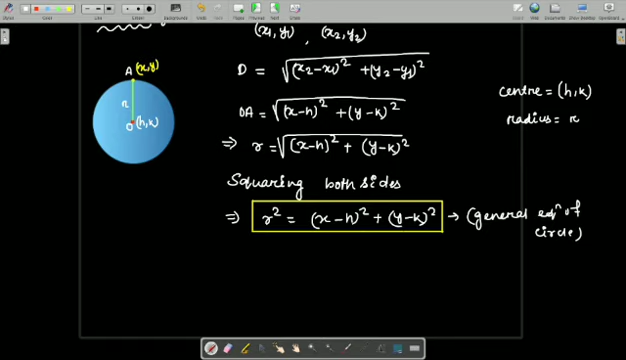 (x₁, y₁) , (x₂, y₂)
A (x,y)
r
O (h,k)
D = √(x₂−x₁)² + (y₂−y₁)²
OA = √(x−h)² + (y−k)²
⇒ r = √(x−h)² + (y−k)²
centre = (h,k)
radius = r
Squaring both sides
⇒ r² = (x−h)² + (y−k)² → (general eqⁿ of
circle)